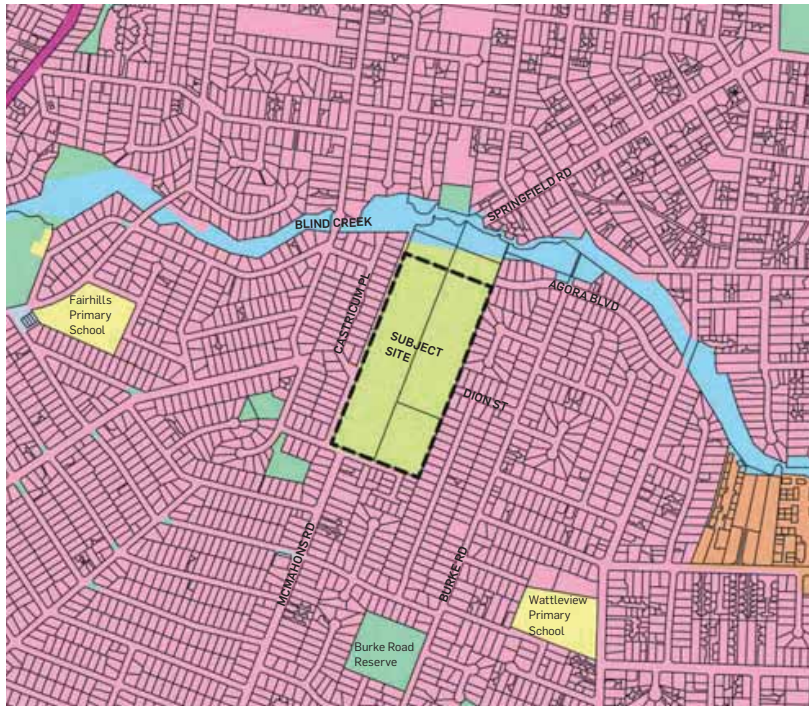 SPRINGFIELD RD
BLIND CREEK
AGORA BLVD
CASTRICUM PL
Fairhills
Primary
School
SUBJECT
SITE
DION ST
MCMAHONS RD
BURKE RD
Wattleview
Primary
School
Burke Road
Reserve